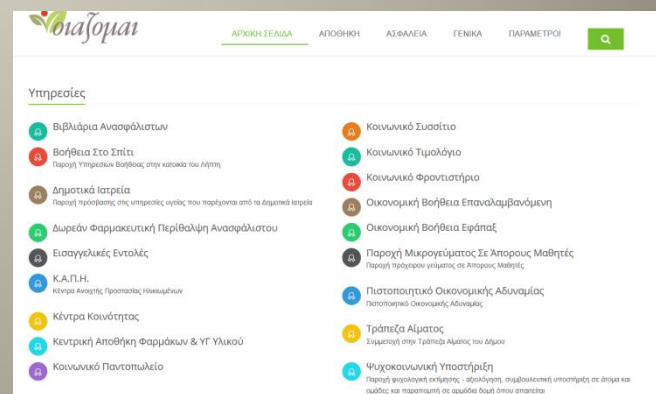 Νοιάζομαι
ΑΡΧΙΚΗ ΣΕΛΙΔΑ ΑΠΟΘΗΚΗ ΑΣΦΑΛΕΙΑ ΓΕΝΙΚΑ ΠΑΡΑΜΕΤΡΟΙ
Υπηρεσίες
Βιβλιάρια Ανασφάλιστων
Βοήθεια Στο Σπίτι
Παροχή Υπηρεσιών Βοήθειας στην κατοικία του Λήπτη
Δημοτικά Ιατρεία
Παροχή πρόσβασης στις υπηρεσίες υγείας που παρέχονται από τα Δημοτικά Ιατρεία
Δωρεάν Φαρμακευτική Περίθαλψη Ανασφάλιστου
Εισαγγελικές Εντολές
Κ.Α.Π.Η.
Κέντρα Ανοιχτής Προστασίας Ηλικιωμένων
Κέντρα Κοινότητας
Κεντρική Αποθήκη Φαρμάκων & ΥΓ Υλικού
Κοινωνικό Παντοπωλείο
Κοινωνικό Συσσίτιο
Κοινωνικό Τιμολόγιο
Κοινωνικό Φροντιστήριο
Οικονομική Βοήθεια Επαναλαμβανόμενη
Οικονομική Βοήθεια Εφάπαξ
Παροχή Μικρογεύματος Σε Άπορους Μαθητές
Παροχή πρόχειρου γεύματος σε Άπορους Μαθητές
Πιστοποιητικό Οικονομικής Αδυναμίας
Πιστοποιητικό Οικονομικής Αδυναμίας
Τράπεζα Αίματος
Συμμετοχή στην Τράπεζα Αίματος του Δήμου
Ψυχοκοινωνική Υποστήριξη
Παροχή ψυχολογική εκτίμησης - αξιολόγηση, συμβουλευτική υποστήριξη σε άτομα και
ομάδες και παραπομπή σε αρμόδια δομή όπου απαιτείται